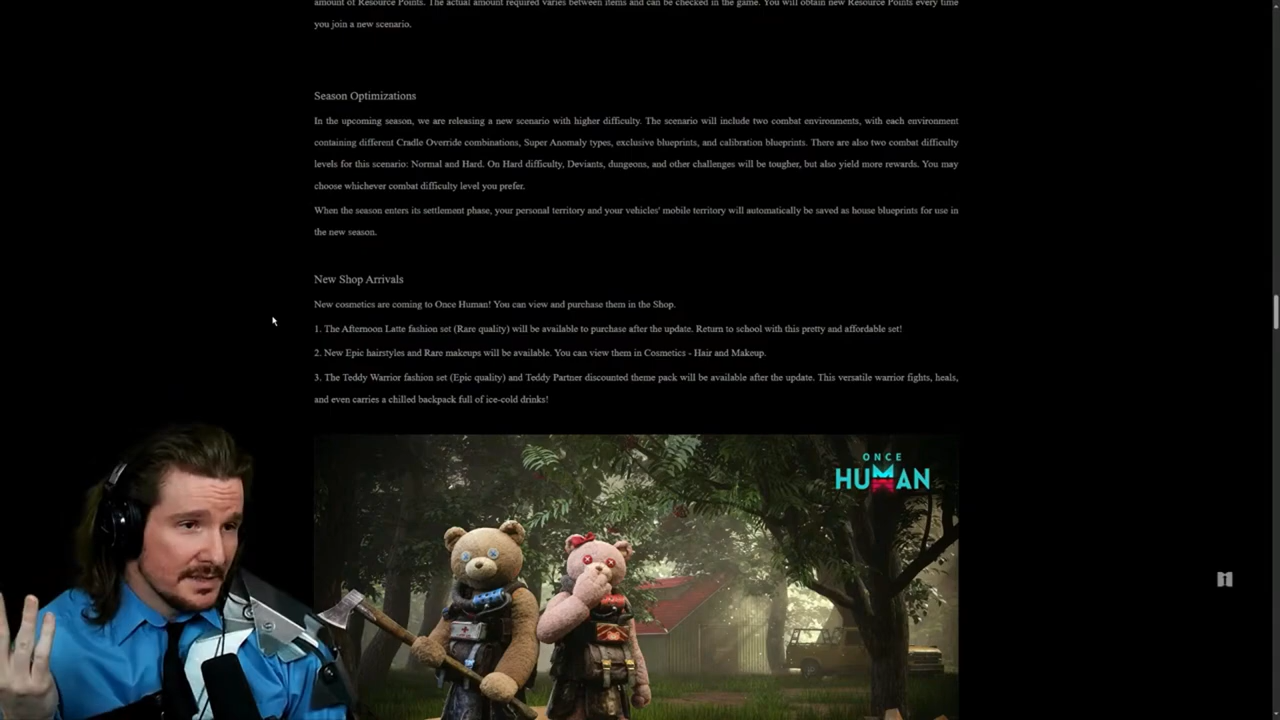 amount of Resource Points. The actual amount required varies between items and can be checked in the game. You will obtain new Resource Points every time
you join a new scenario.
Season Optimizations
In the upcoming season, we are releasing a new scenario with higher difficulty. The scenario will include two combat environments, with each environment
containing different Cradle Override combinations, Super Anomaly types, exclusive blueprints, and calibration blueprints. There are also two combat difficulty
levels for this scenario: Normal and Hard. On Hard difficulty, Deviants, dungeons, and other challenges will be tougher, but also yield more rewards. You may
choose whichever combat difficulty level you prefer.
When the season enters its settlement phase, your personal territory and your vehicles' mobile territory will automatically be saved as house blueprints for use in
the new season.
New Shop Arrivals
New cosmetics are coming to Once Human! You can view and purchase them in the Shop.
1. The Afternoon Latte fashion set (Rare quality) will be available to purchase after the update. Return to school with this pretty and affordable set!
2. New Epic hairstyles and Rare makeups will be available. You can view them in Cosmetics - Hair and Makeup.
3. The Teddy Warrior fashion set (Epic quality) and Teddy Partner discounted theme pack will be available after the update. This versatile warrior fights, heals,
and even carries a chilled backpack full of ice-cold drinks!
ONCE
HUMAN